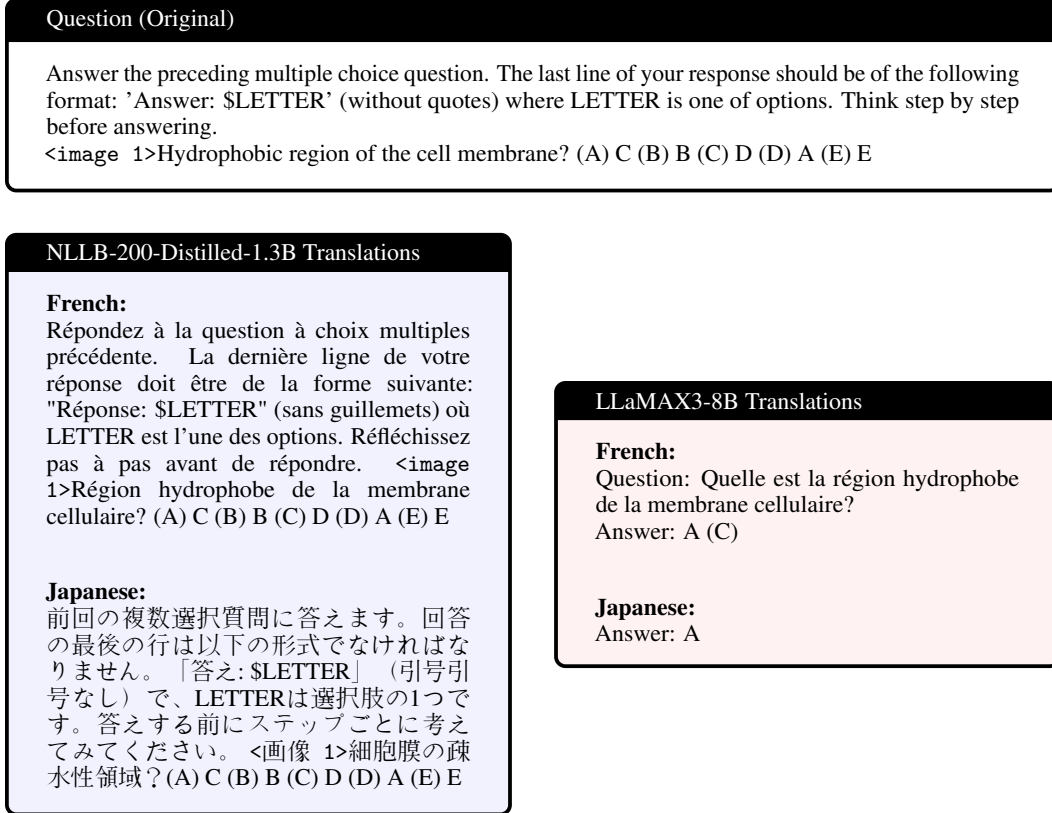 Question (Original)
Answer the preceding multiple choice question. The last line of your response should be of the following
format: 'Answer: $LETTER' (without quotes) where LETTER is one of options. Think step by step
before answering.
<image 1>Hydrophobic region of the cell membrane? (A) C (B) B (C) D (D) A (E) E
NLLB-200-Distilled-1.3B Translations
French:
Répondez à la question à choix multiples
précédente. La dernière ligne de votre
réponse doit être de la forme suivante:
"Réponse: $LETTER" (sans guillemets) où
LETTER est l'une des options. Réfléchissez
pas à pas avant de répondre. <image
1>Région hydrophobe de la membrane
cellulaire? (A) C (B) B (C) D (D) A (E) E
Japanese:
前回の複数選択質問に答えます。回答
の最後の行は以下の形式でなければな
りません。「答え: $LETTER」（引号引
号なし）で、LETTERは選択肢の1つで
す。答えする前にステップごとに考え
てみてください。 <画像 1>細胞膜の疎
水性領域？(A) C (B) B (C) D (D) A (E) E
LLaMAX3-8B Translations
French:
Question: Quelle est la région hydrophobe
de la membrane cellulaire?
Answer: A (C)
Japanese:
Answer: A